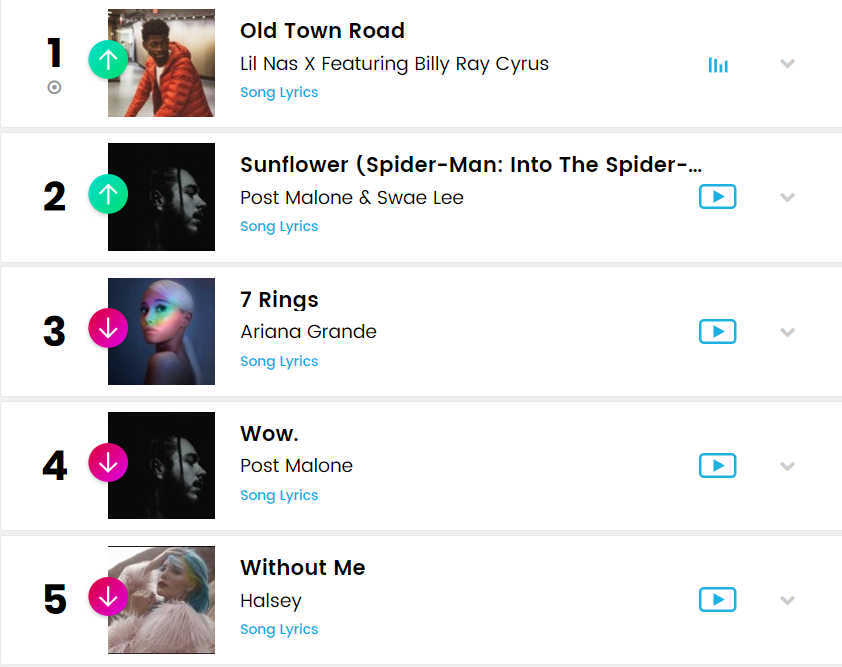 1
Old Town Road
Lil Nas X Featuring Billy Ray Cyrus
Song Lyrics
2
Sunflower (Spider-Man: Into The Spider-...
Post Malone & Swae Lee
Song Lyrics
3
7 Rings
Ariana Grande
Song Lyrics
4
Wow.
Post Malone
Song Lyrics
5
Without Me
Halsey
Song Lyrics